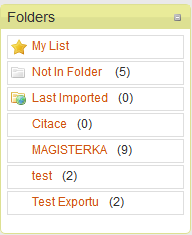 Folders
My List
Not In Folder (5)
Last Imported (0)
Citace (0)
MAGISTERKA (9)
test (2)
Test Exportu (2)